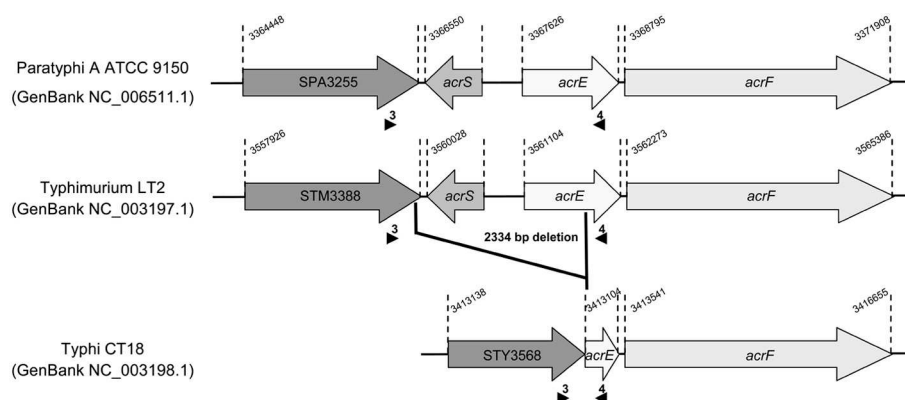 3364448
3366550
3367626
3368795
3371908
Paratyphi A ATCC 9150
(GenBank NC_006511.1)
SPA3255
acrS
acrE
acrF
3
4
3557926
3560028
3561104
3562273
3565386
Typhimurium LT2
(GenBank NC_003197.1)
STM3388
acrS
acrE
acrF
3
4
2334 bp deletion
3413138
3413104
3413541
3416655
Typhi CT18
(GenBank NC_003198.1)
STY3568
acrE
acrF
3
4